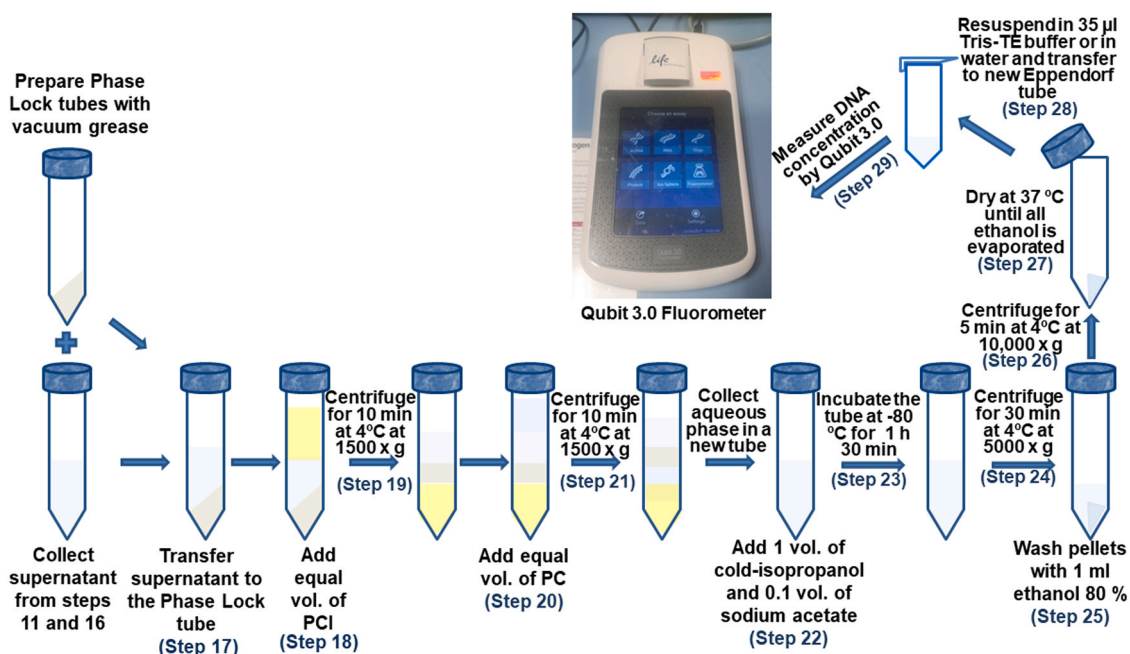 Prepare Phase
Lock tubes with
vacuum grease
Collect
supernatant
from steps
11 and 16
Transfer
supernatant to
the Phase Lock
tube
(Step 17)
Add
equal
vol. of
PCI
(Step 18)
Centrifuge
for 10 min
at 4ºC at
1500 x g
(Step 19)
Add equal
vol. of PC
(Step 20)
Centrifuge
for 10 min
at 4ºC at
1500 x g
(Step 21)
Collect
aqueous
phase in a
new tube
Add 1 vol. of
cold-isopropanol
and 0.1 vol. of
sodium acetate
(Step 22)
Incubate the
tube at -80
ºC for 1 h
30 min
(Step 23)
Centrifuge
for 30 min
at 4ºC at
5000 x g
(Step 24)
Wash pellets
with 1 ml
ethanol 80 %
(Step 25)
Centrifuge for
5 min at 4ºC at
10,000 x g
(Step 26)
Dry at 37 ºC
until all
ethanol is
evaporated
(Step 27)
Resuspend in 35 µl
Tris-TE buffer or in
water and transfer
to new Eppendorf
tube
(Step 28)
Measure DNA
concentration
by Qubit 3.0
(Step 29)
life
Choose an assay
Protein
Ion Sphere
Fluorometer
Settings
Qubit 3.0 Fluorometer